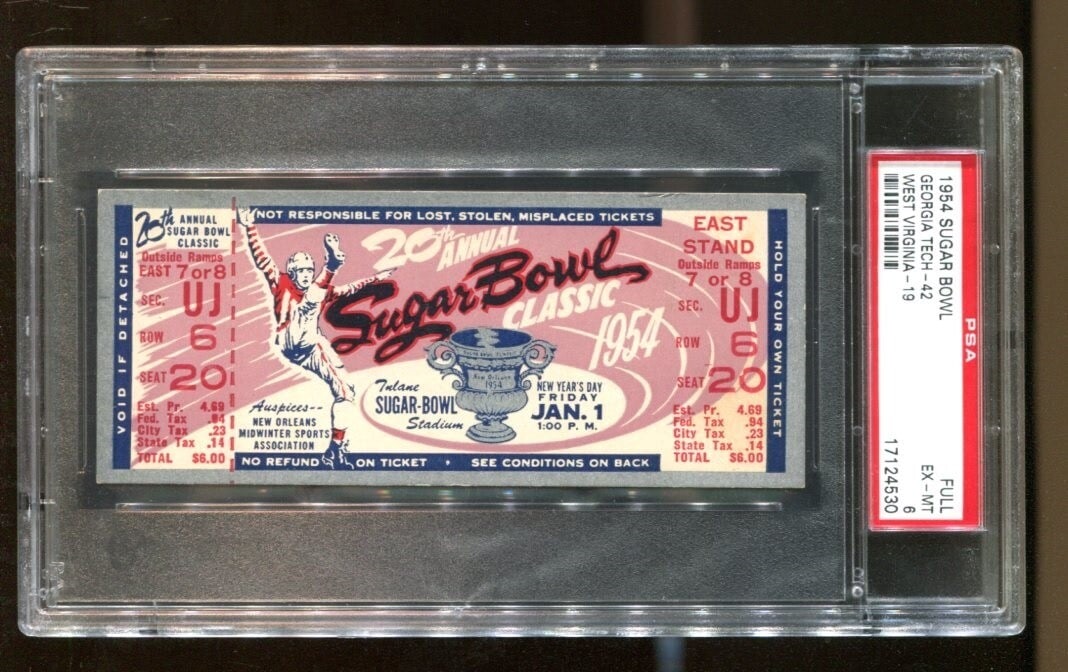 VOID IF DETACHED
20th ANNUAL
SUGAR BOWL
CLASSIC
Outside Ramps
EAST 7 or 8
SEC. UJ
ROW 6
SEAT 20
Est. Pr. 4.69
Fed. Tax .94
City Tax .23
State Tax .14
TOTAL $6.00
NOT RESPONSIBLE FOR LOST, STOLEN, MISPLACED TICKETS
20th ANNUAL
Sugar Bowl
CLASSIC
1954
New Orleans
1954
Tulane
SUGAR-BOWL
Stadium
NEW YEAR'S DAY
FRIDAY
JAN. 1
1:00 P. M.
Auspices--
NEW ORLEANS
MIDWINTER SPORTS
ASSOCIATION
NO REFUND ON TICKET • SEE CONDITIONS ON BACK
EAST
STAND
Outside Ramps
7 or 8
SEC. UJ
ROW 6
SEAT 20
Est. Pr. 4.69
Fed. Tax .94
City Tax .23
State Tax .14
TOTAL $6.00
HOLD YOUR OWN TICKET
PSA
1954 SUGAR BOWL FULL
GEORGIA TECH-42 EX-MT 6
WEST VIRGINIA-19 17124530